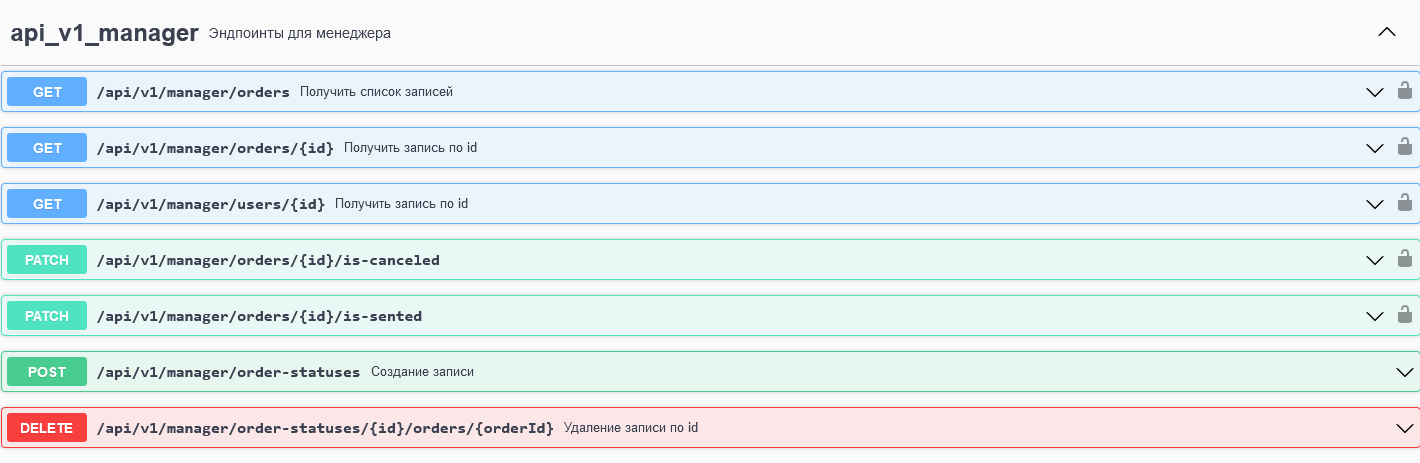 api_v1_manager Эндпоинты для менеджера
GET /api/v1/manager/orders Получить список записей
GET /api/v1/manager/orders/{id} Получить запись по id
GET /api/v1/manager/users/{id} Получить запись по id
PATCH /api/v1/manager/orders/{id}/is-canceled
PATCH /api/v1/manager/orders/{id}/is-sented
POST /api/v1/manager/order-statuses Создание записи
DELETE /api/v1/manager/order-statuses/{id}/orders/{orderId} Удаление записи по id